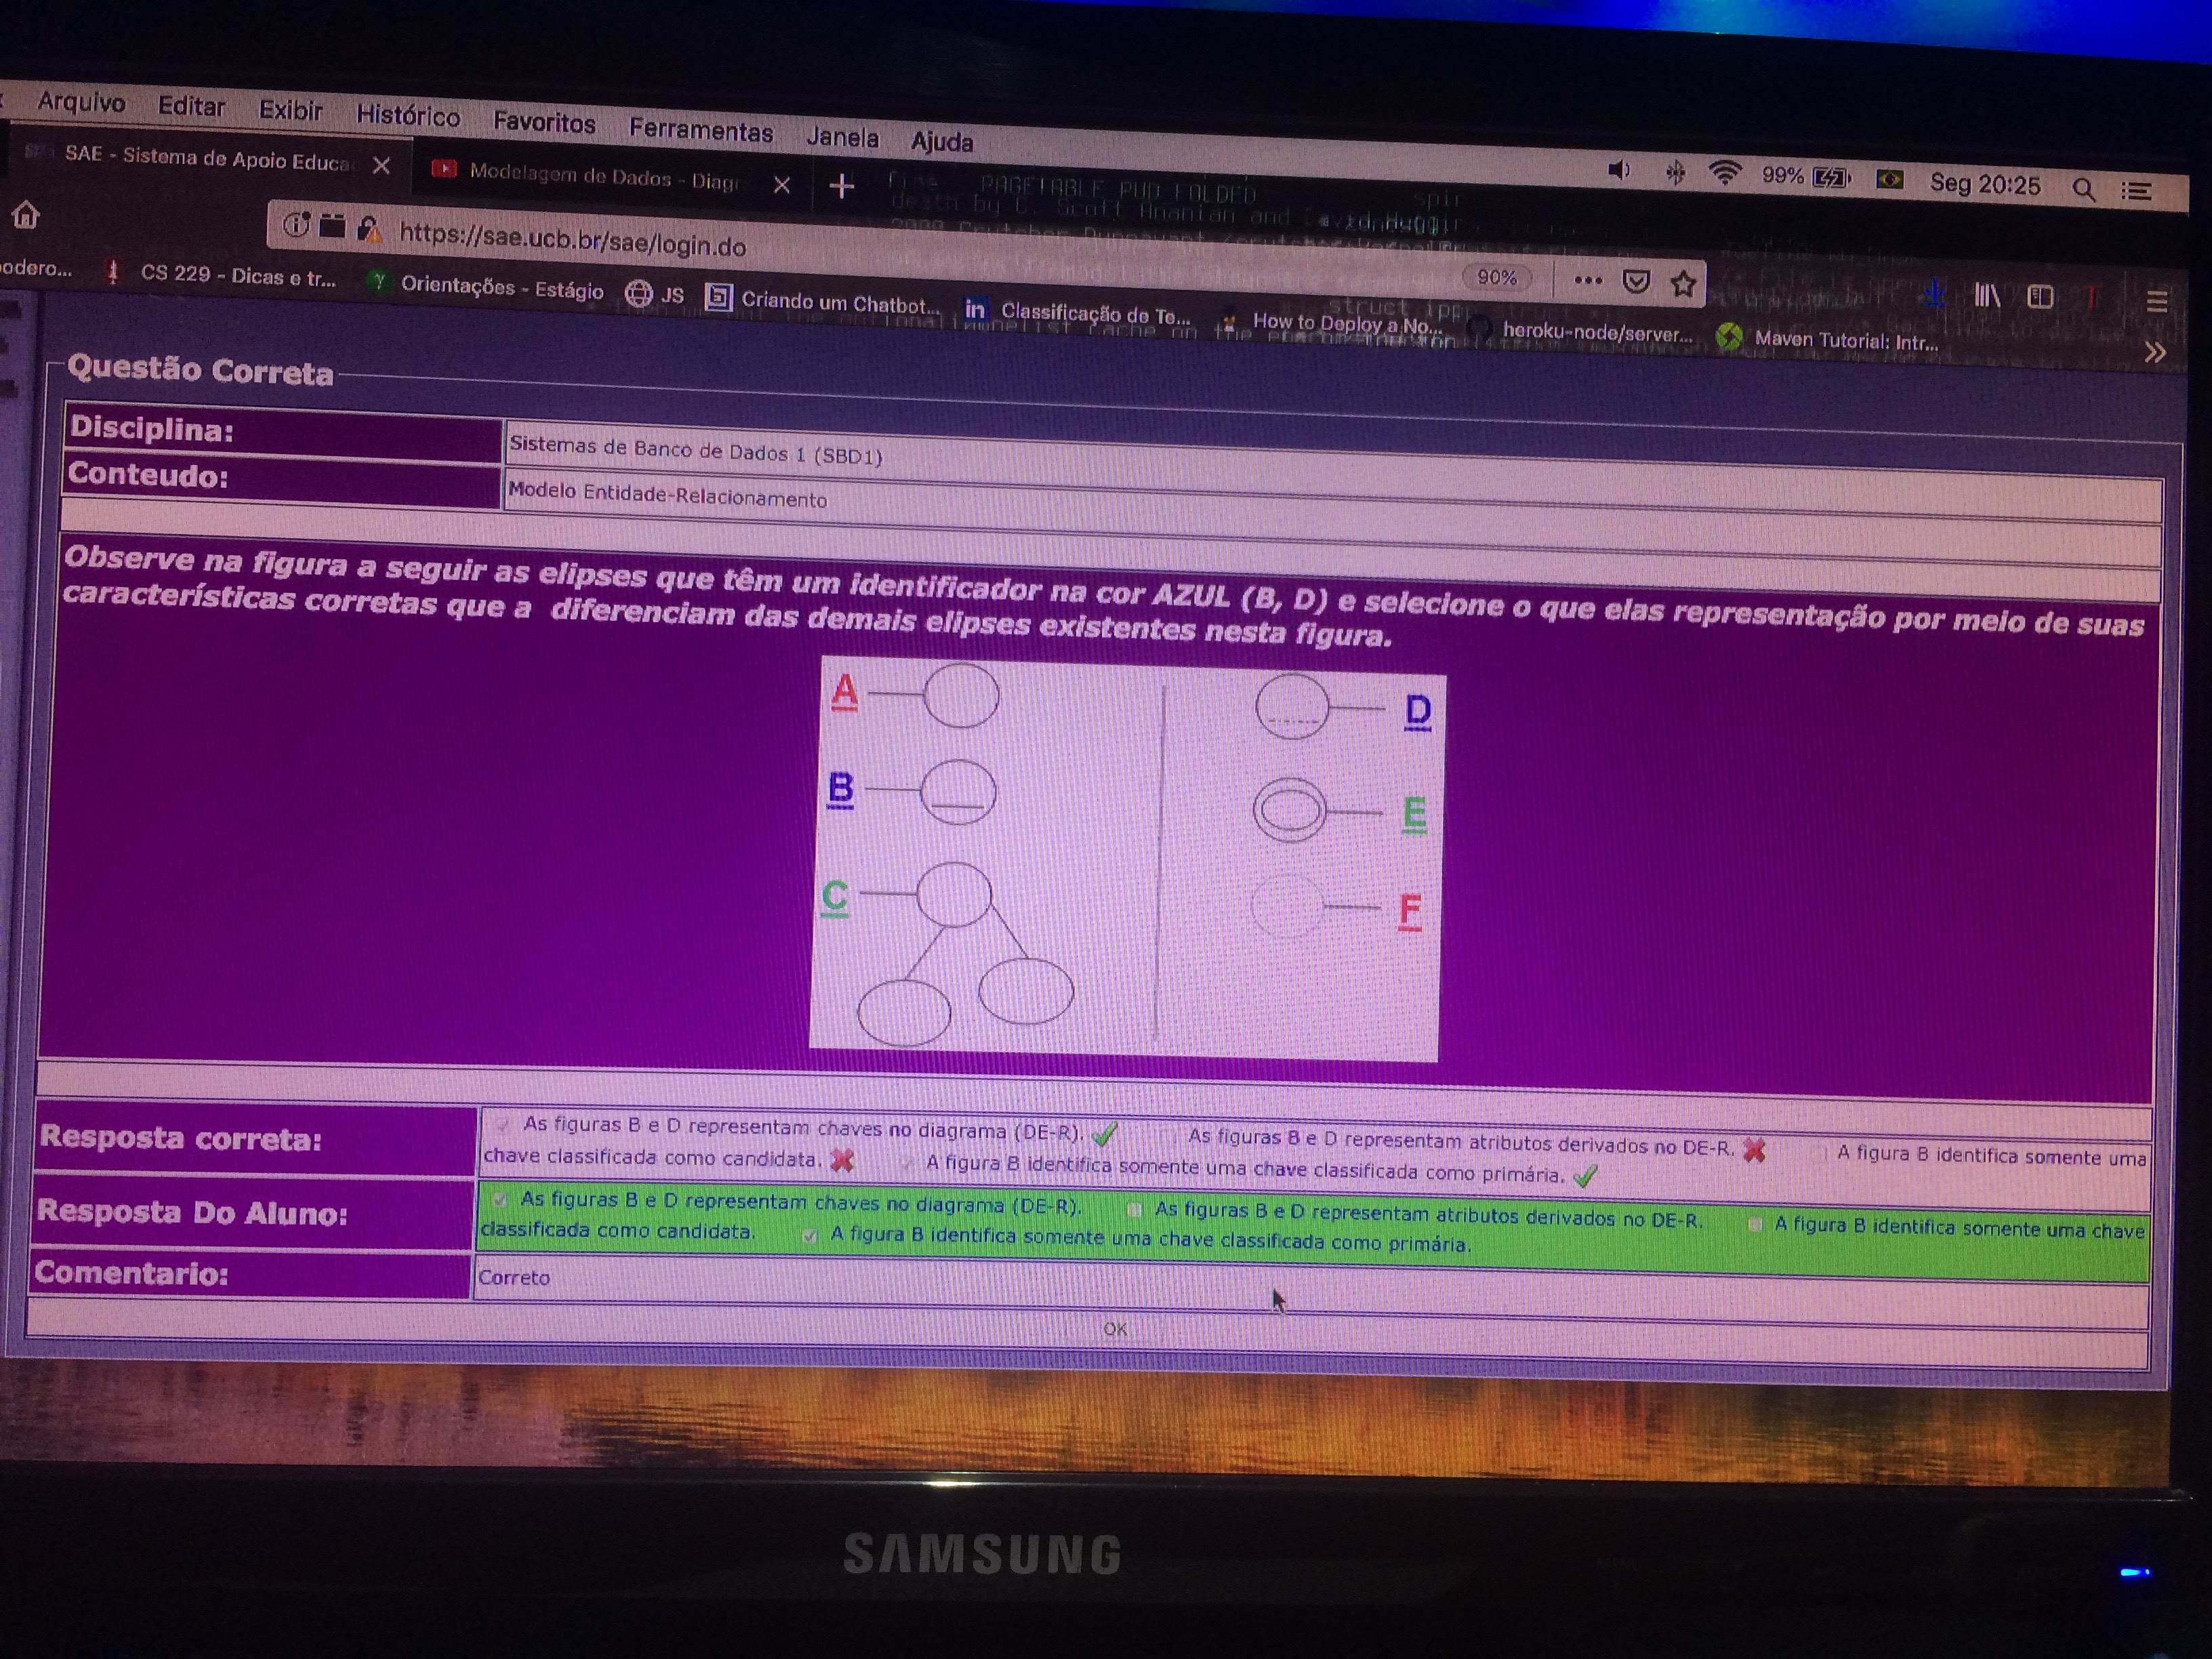 Arquivo Editar Exibir Histórico Favoritos Ferramentas Janela Ajuda
99% Seg 20:25
SAE - Sistema de Apoio Educa
Modelagem de Dados - Diag
https://sae.ucb.br/sae/login.do
90%
odero... CS 229 - Dicas e tr... Orientações - Estágio JS Criando um Chatbot... in Classificação de Te... How to Deploy a No... heroku-node/server... Maven Tutorial: Intr...
Questão Correta
Disciplina: Sistemas de Banco de Dados 1 (SBD1)
Conteudo: Modelo Entidade-Relacionamento
Observe na figura a seguir as elipses que têm um identificador na cor AZUL (B, D) e selecione o que elas representação por meio de suas
características corretas que a diferenciam das demais elipses existentes nesta figura.
A
D
B
E
C
F
Resposta correta: As figuras B e D representam chaves no diagrama (DE-R). As figuras B e D representam atributos derivados no DE-R. A figura B identifica somente uma
chave classificada como candidata. A figura B identifica somente uma chave classificada como primária.
Resposta Do Aluno: As figuras B e D representam chaves no diagrama (DE-R). As figuras B e D representam atributos derivados no DE-R. A figura B identifica somente uma chave
classificada como candidata. A figura B identifica somente uma chave classificada como primária.
Comentario: Correto
OK
SAMSUNG